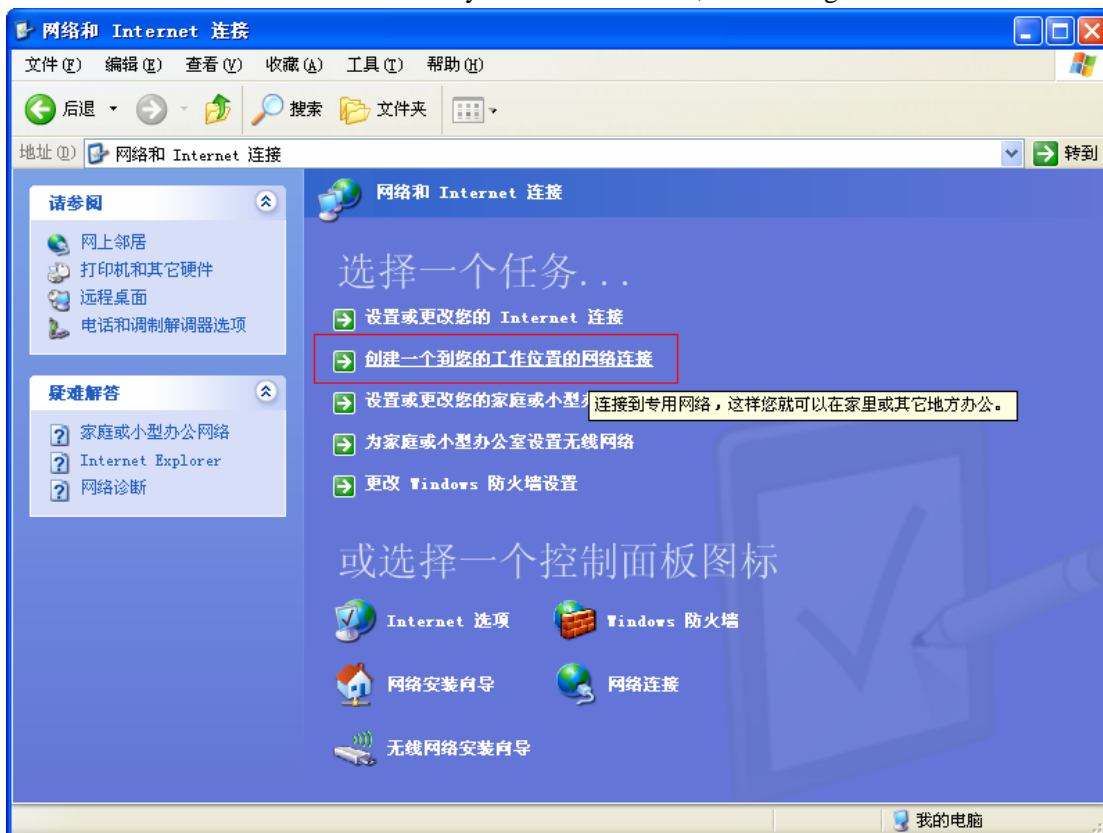 网络和 Internet 连接
文件(F) 编辑(E) 查看(V) 收藏(A) 工具(T) 帮助(H)
后退 搜索 文件夹
地址(D) 网络和 Internet 连接 转到
请参阅
网上邻居
打印机和其它硬件
远程桌面
电话和调制解调器选项
疑难解答
家庭或小型办公网络
Internet Explorer
网络诊断
网络和 Internet 连接
选择一个任务...
设置或更改您的 Internet 连接
创建一个到您的工作位置的网络连接
设置或更改您的家庭或小型
连接到专用网络，这样您就可以在家里或其它地方办公。
为家庭或小型办公室设置无线网络
更改 Windows 防火墙设置
或选择一个控制面板图标
Internet 选项 Windows 防火墙
网络安装向导 网络连接
无线网络安装向导
我的电脑